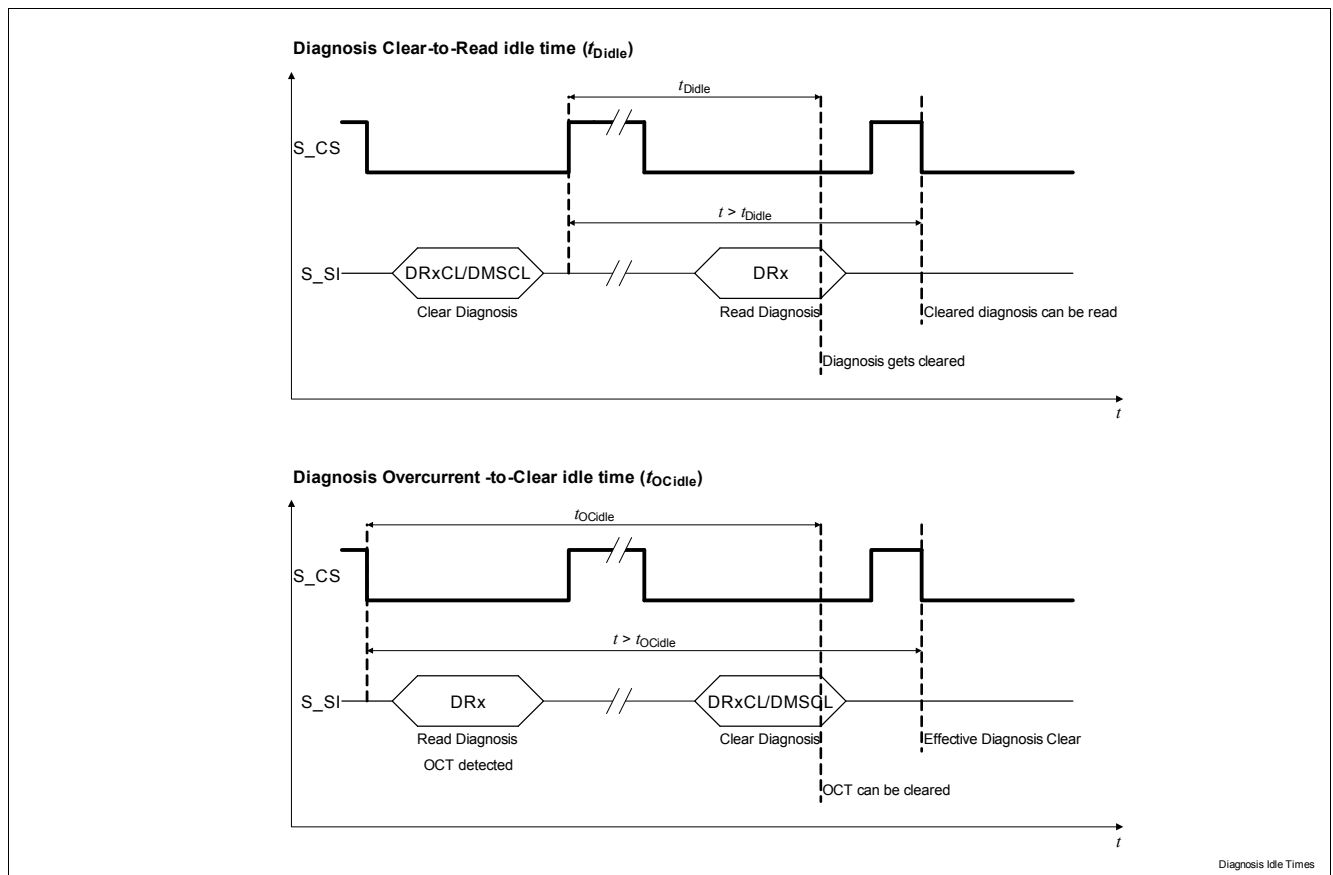 Diagnosis Clear-to-Read idle time (tDidle)
tDidle
S_CS
t > tDidle
S_SI
DRxCL/DMSCL
DRx
Clear Diagnosis
Read Diagnosis
Cleared diagnosis can be read
Diagnosis gets cleared
t
Diagnosis Overcurrent -to-Clear idle time (tOCidle)
tOCidle
S_CS
t > tOCidle
S_SI
DRx
DRxCL/DMSCL
Read Diagnosis
OCT detected
Clear Diagnosis
Effective Diagnosis Clear
OCT can be cleared
t
Diagnosis Idle Times